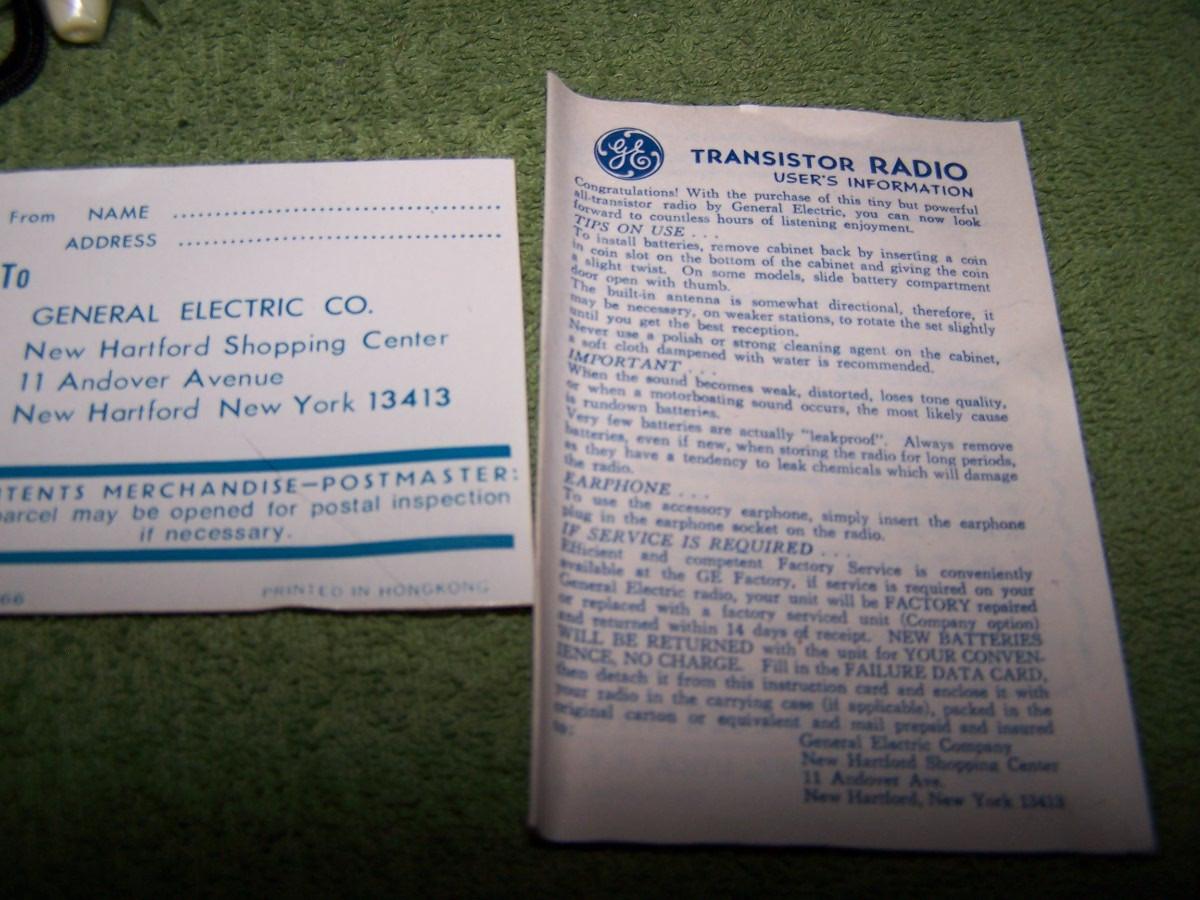 From NAME
ADDRESS
To
GENERAL ELECTRIC CO.
New Hartford Shopping Center
11 Andover Avenue
New Hartford New York 13413
TENTS MERCHANDISE—POSTMASTER:
parcel may be opened for postal inspection
if necessary.
66
PRINTED IN HONGKONG
GE
TRANSISTOR RADIO
USER'S INFORMATION
Congratulations! With the purchase of this tiny but powerful
all-transistor radio by General Electric, you can now look
forward to countless hours of listening enjoyment.
TIPS ON USE . . .
To install batteries, remove cabinet back by inserting a coin
in coin slot on the bottom of the cabinet and giving the coin
a slight twist. On some models, slide battery compartment
door open with thumb.
The built-in antenna is somewhat directional, therefore, it
may be necessary, on weaker stations, to rotate the set slightly
until you get the best reception.
Never use a polish or strong cleaning agent on the cabinet,
a soft cloth dampened with water is recommended.
IMPORTANT . . .
When the sound becomes weak, distorted, loses tone quality,
or when a motorboating sound occurs, the most likely cause
is rundown batteries.
Very few batteries are actually "leakproof". Always remove
batteries, even if new, when storing the radio for long periods,
as they have a tendency to leak chemicals which will damage
the radio.
EARPHONE . . .
To use the accessory earphone, simply insert the earphone
plug in the earphone socket on the radio.
IF SERVICE IS REQUIRED . . .
Efficient and competent Factory Service is conveniently
available at the GE Factory, if service is required on your
General Electric radio, your unit will be FACTORY repaired
or replaced with a factory serviced unit (Company option)
and returned within 14 days of receipt. NEW BATTERIES
WILL BE RETURNED with the unit for YOUR CONVEN-
IENCE, NO CHARGE. Fill in the FAILURE DATA CARD,
then detach it from this instruction card and enclose it with
your radio in the carrying case (if applicable), packed in the
original carton or equivalent and mail prepaid and insured
to:
General Electric Company
New Hartford Shopping Center
11 Andover Ave.
New Hartford, New York 13413